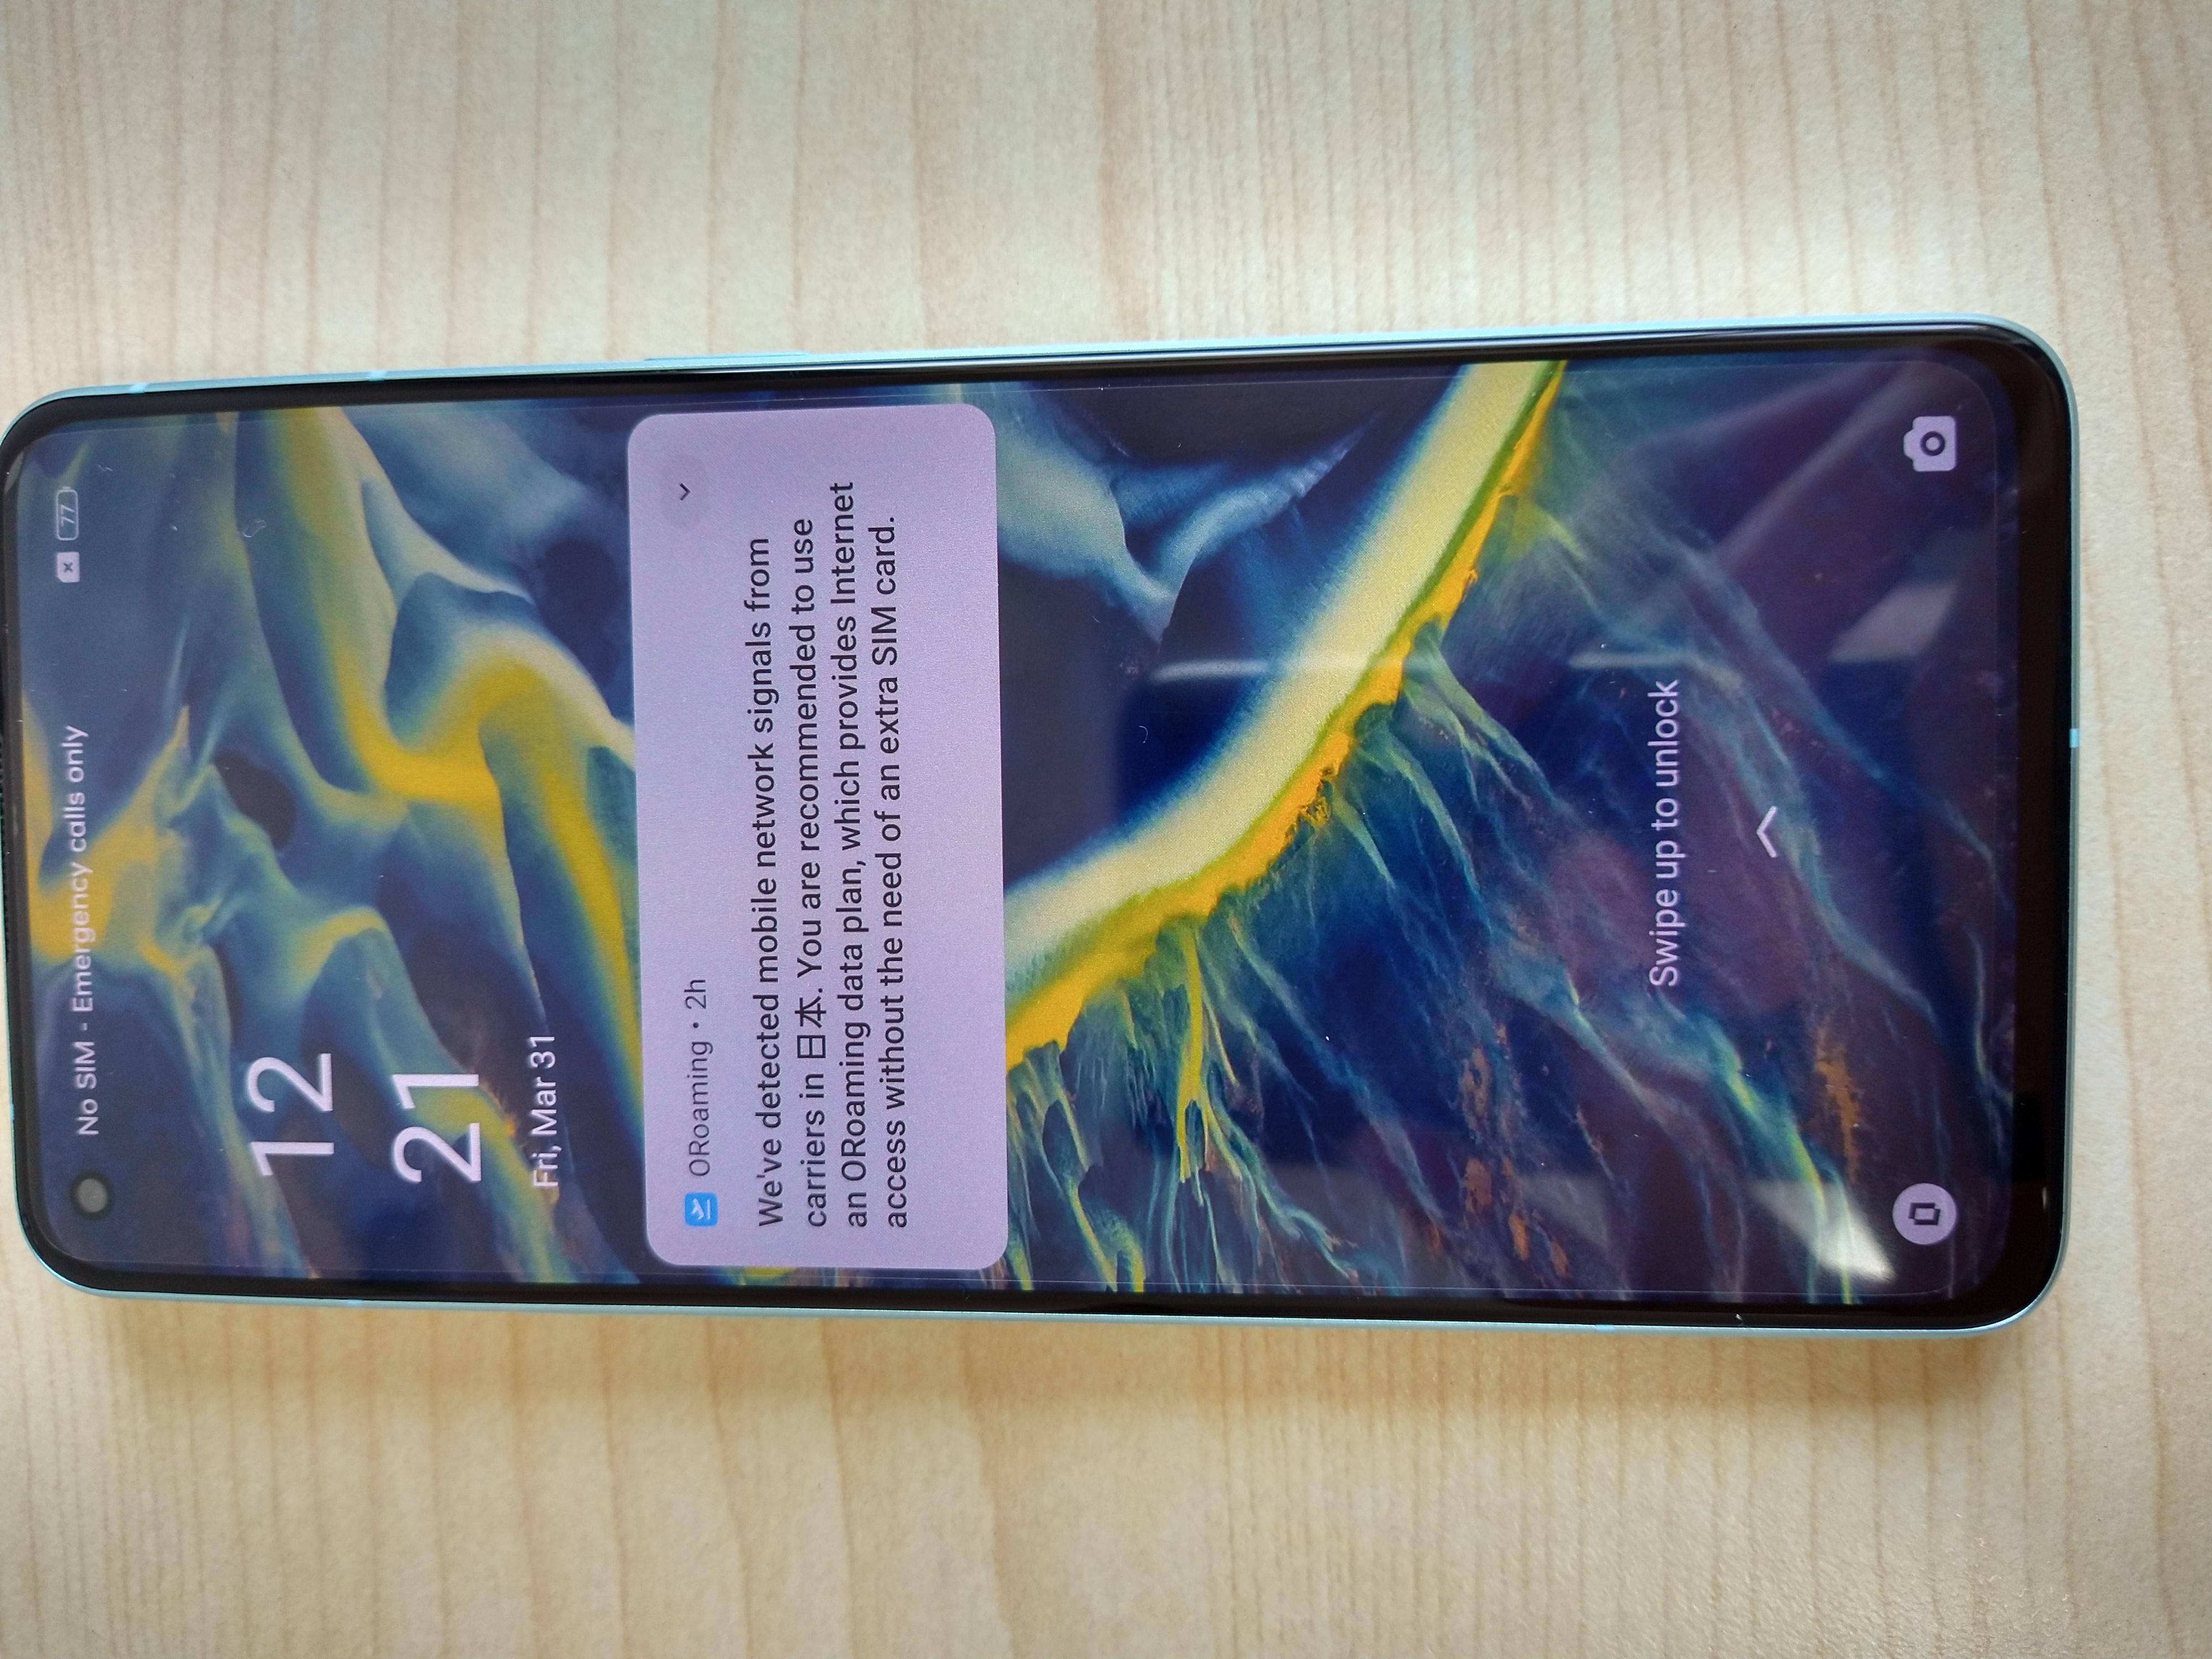 No SIM - Emergency calls only
77
12
21
Fri, Mar 31
ORoaming • 2h
We've detected mobile network signals from
carriers in 日本. You are recommended to use
an ORoaming data plan, which provides Internet
access without the need of an extra SIM card.
Swipe up to unlock